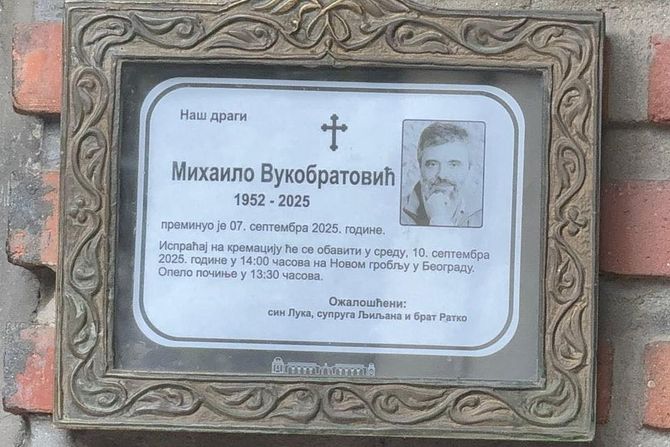 Наш драги
Михаило Вукобратовић
1952 - 2025
преминуо је 07. септембра 2025. године.
Испраћај на кремацију ће се обавити у среду, 10. септембра
2025. године у 14:00 часова на Новом гробљу у Београду.
Опело почиње у 13:30 часова.
Ожалошћени:
син Лука, супруга Љиљана и брат Ратко